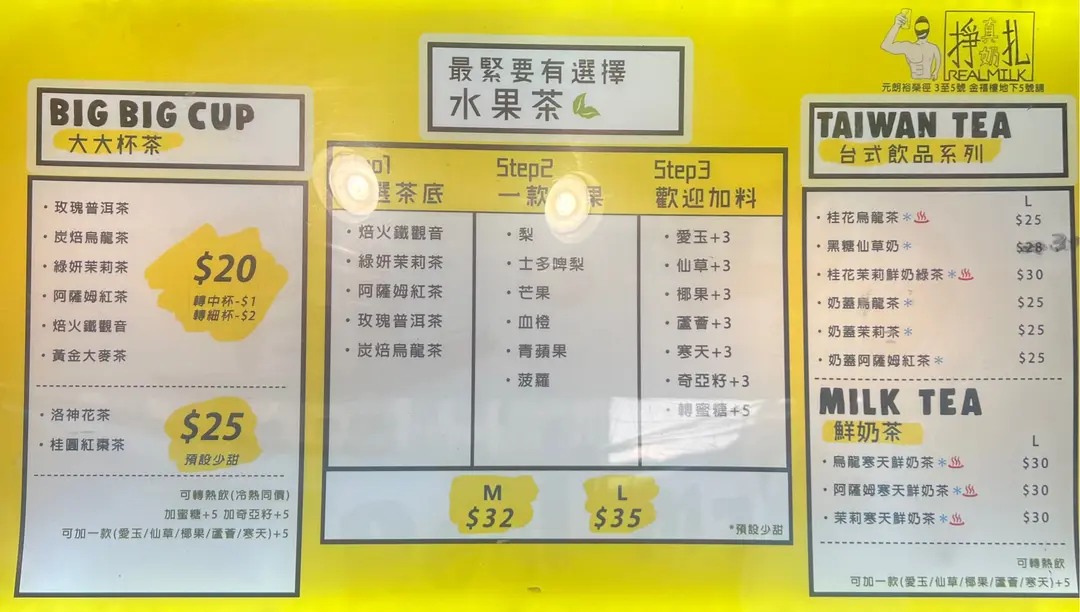 掙真奶扎
REALMILK
元朗裕榮徑 3至5號 金禧樓地下5號舖
BIG BIG CUP
大大杯茶
・玫瑰普洱茶
・炭焙烏龍茶
・綠妍茉莉茶
・阿薩姆紅茶
・焙火鐵觀音
・黃金大麥茶
$20
轉中杯-$1
轉細杯-$2
・洛神花茶
・桂圓紅棗茶
$25
預設少甜
可轉熱飲(冷熱同價)
加蜜糖+5 加奇亞籽+5
可加一款(愛玉/仙草/椰果/蘆薈/寒天)+5
最緊要有選擇
水果茶
選茶底
・焙火鐵觀音
・綠妍茉莉茶
・阿薩姆紅茶
・玫瑰普洱茶
・炭焙烏龍茶
Step2
一款 果
・梨
・士多啤梨
・芒果
・血橙
・青蘋果
・菠蘿
Step3
歡迎加料
・愛玉+3
・仙草+3
・椰果+3
・蘆薈+3
・寒天+3
・奇亞籽+3
・轉蜜糖+5
M
$32
L
$35
*預設少甜
TAIWAN TEA
台式飲品系列
L
・桂花烏龍茶* $25
・黑糖仙草奶* $28
・桂花茉莉鮮奶綠茶* $30
・奶蓋烏龍茶* $25
・奶蓋茉莉茶* $25
・奶蓋阿薩姆紅茶* $25
MILK TEA
鮮奶茶
L
・烏龍寒天鮮奶茶* $30
・阿薩姆寒天鮮奶茶* $30
・茉莉寒天鮮奶茶* $30
可轉熱飲
可加一款(愛玉/仙草/椰果/蘆薈/寒天)+5